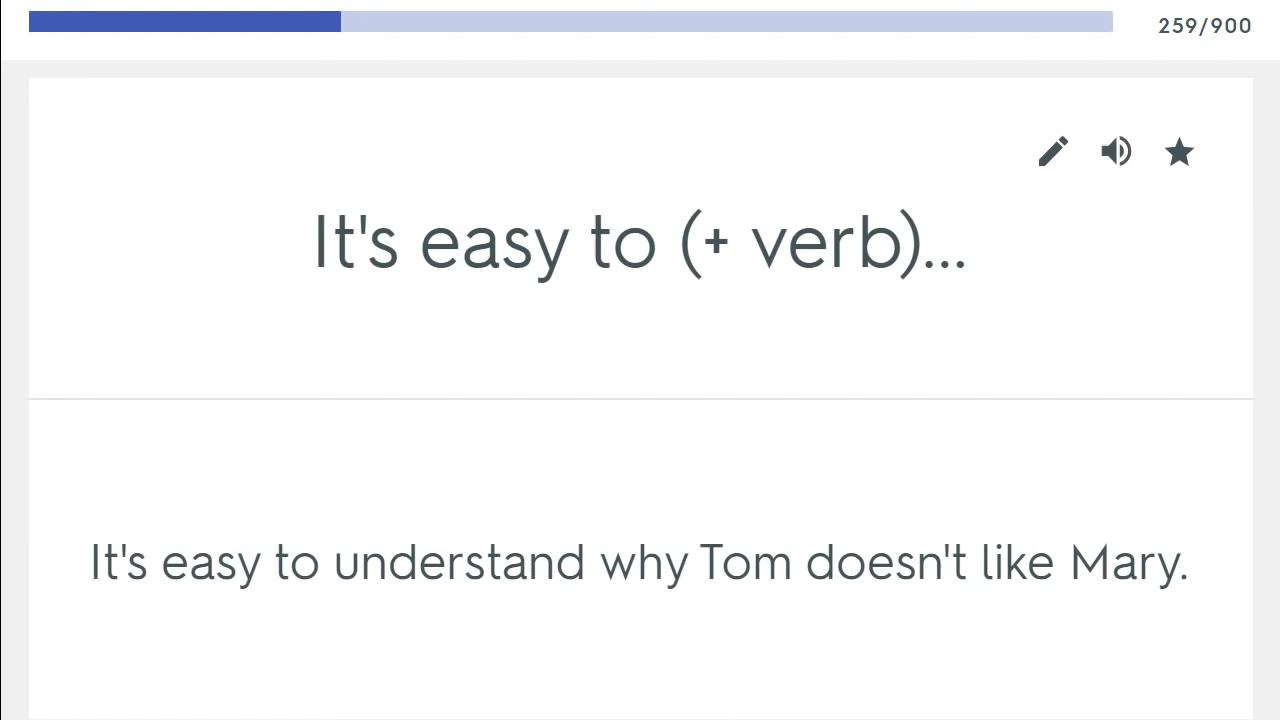 259/900
It's easy to (+ verb)...
It's easy to understand why Tom doesn't like Mary.